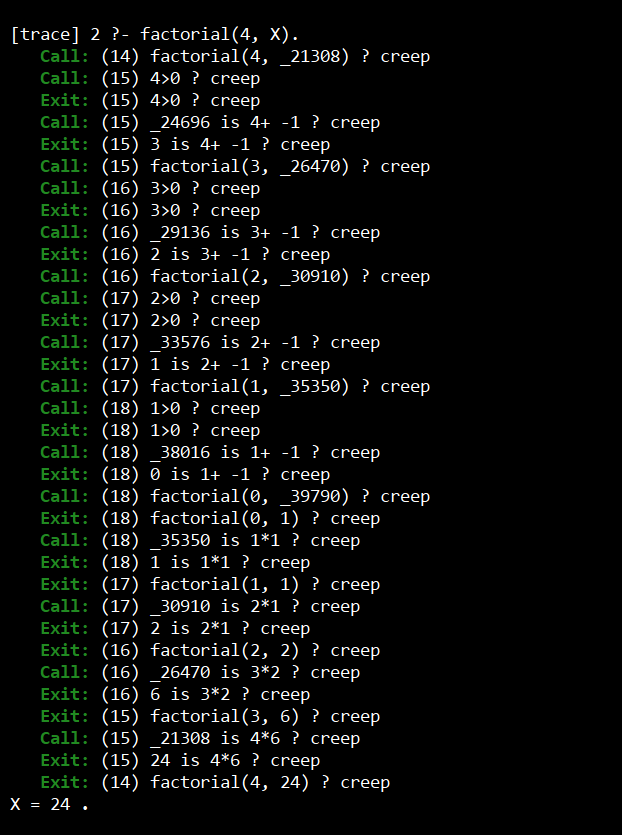 [trace] 2 ?- factorial(4, X).
   Call: (14) factorial(4, _21308) ? creep
   Call: (15) 4>0 ? creep
   Exit: (15) 4>0 ? creep
   Call: (15) _24696 is 4+ -1 ? creep
   Exit: (15) 3 is 4+ -1 ? creep
   Call: (15) factorial(3, _26470) ? creep
   Call: (16) 3>0 ? creep
   Exit: (16) 3>0 ? creep
   Call: (16) _29136 is 3+ -1 ? creep
   Exit: (16) 2 is 3+ -1 ? creep
   Call: (16) factorial(2, _30910) ? creep
   Call: (17) 2>0 ? creep
   Exit: (17) 2>0 ? creep
   Call: (17) _33576 is 2+ -1 ? creep
   Exit: (17) 1 is 2+ -1 ? creep
   Call: (17) factorial(1, _35350) ? creep
   Call: (18) 1>0 ? creep
   Exit: (18) 1>0 ? creep
   Call: (18) _38016 is 1+ -1 ? creep
   Exit: (18) 0 is 1+ -1 ? creep
   Call: (18) factorial(0, _39790) ? creep
   Exit: (18) factorial(0, 1) ? creep
   Call: (18) _35350 is 1*1 ? creep
   Exit: (18) 1 is 1*1 ? creep
   Exit: (17) factorial(1, 1) ? creep
   Call: (17) _30910 is 2*1 ? creep
   Exit: (17) 2 is 2*1 ? creep
   Exit: (16) factorial(2, 2) ? creep
   Call: (16) _26470 is 3*2 ? creep
   Exit: (16) 6 is 3*2 ? creep
   Exit: (15) factorial(3, 6) ? creep
   Call: (15) _21308 is 4*6 ? creep
   Exit: (15) 24 is 4*6 ? creep
   Exit: (14) factorial(4, 24) ? creep
X = 24 .